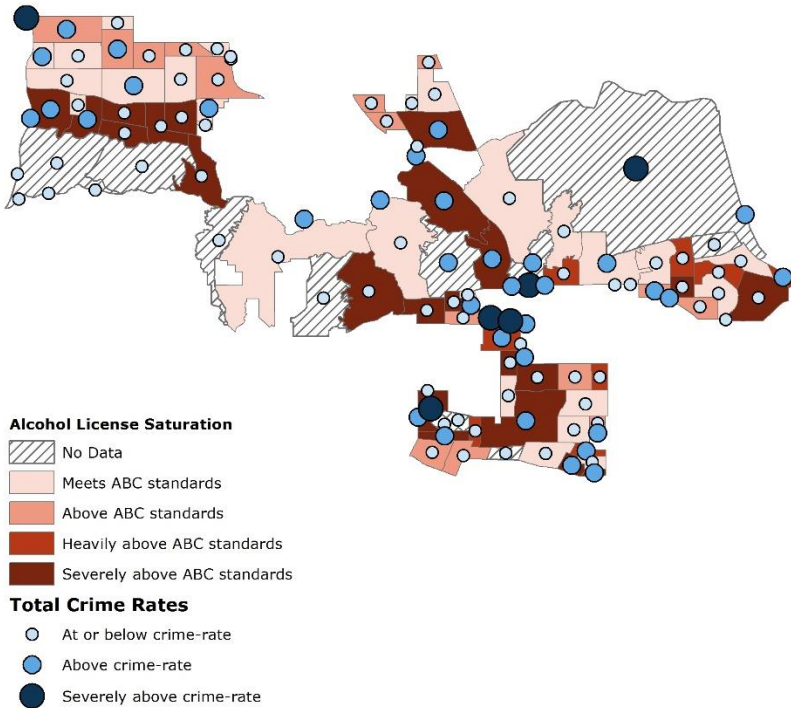 Alcohol License Saturation
No Data
Meets ABC standards
Above ABC standards
Heavily above ABC standards
Severely above ABC standards
Total Crime Rates
At or below crime-rate
Above crime-rate
Severely above crime-rate